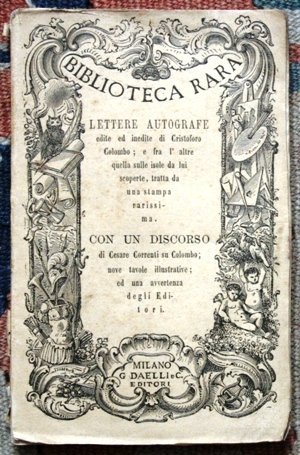 BIBLIOTECA RARA
LETTERE AUTOGRAFE
edite ed inedite di Cristoforo
Colombo; e fra l' altre
quella sulle isole da lui
scoperte, tratta da
una stampa
rarissi-
ma.
CON UN DISCORSO
di Cesare Correnti su Colombo;
nove tavole illustrative;
ed una avvertenza
degli Edi-
tori.
MILANO
G. DAELLI e C.
EDITORI